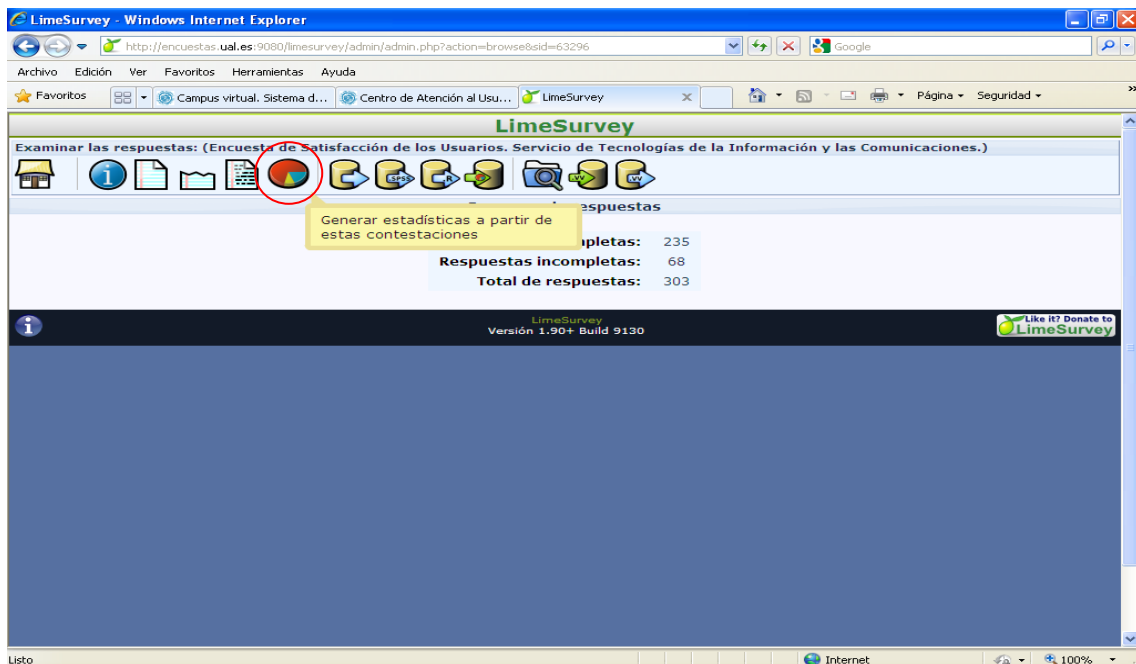 LimeSurvey - Windows Internet Explorer
http://encuestas.ual.es:9080/limesurvey/admin/admin.php?action=browse&sid=63296
Google
Archivo Edición Ver Favoritos Herramientas Ayuda
Favoritos Campus virtual. Sistema d... Centro de Atención al Usu... LimeSurvey Página Seguridad
LimeSurvey
Examinar las respuestas: (Encuesta de Satisfacción de los Usuarios. Servicio de Tecnologías de la Información y las Comunicaciones.)
SPSS R VV VV
respuestas
Generar estadísticas a partir de
estas contestaciones
pletas: 235
Respuestas incompletas: 68
Total de respuestas: 303
LimeSurvey
Versión 1.90+ Build 9130
Like it? Donate to
LimeSurvey
Listo Internet 100%